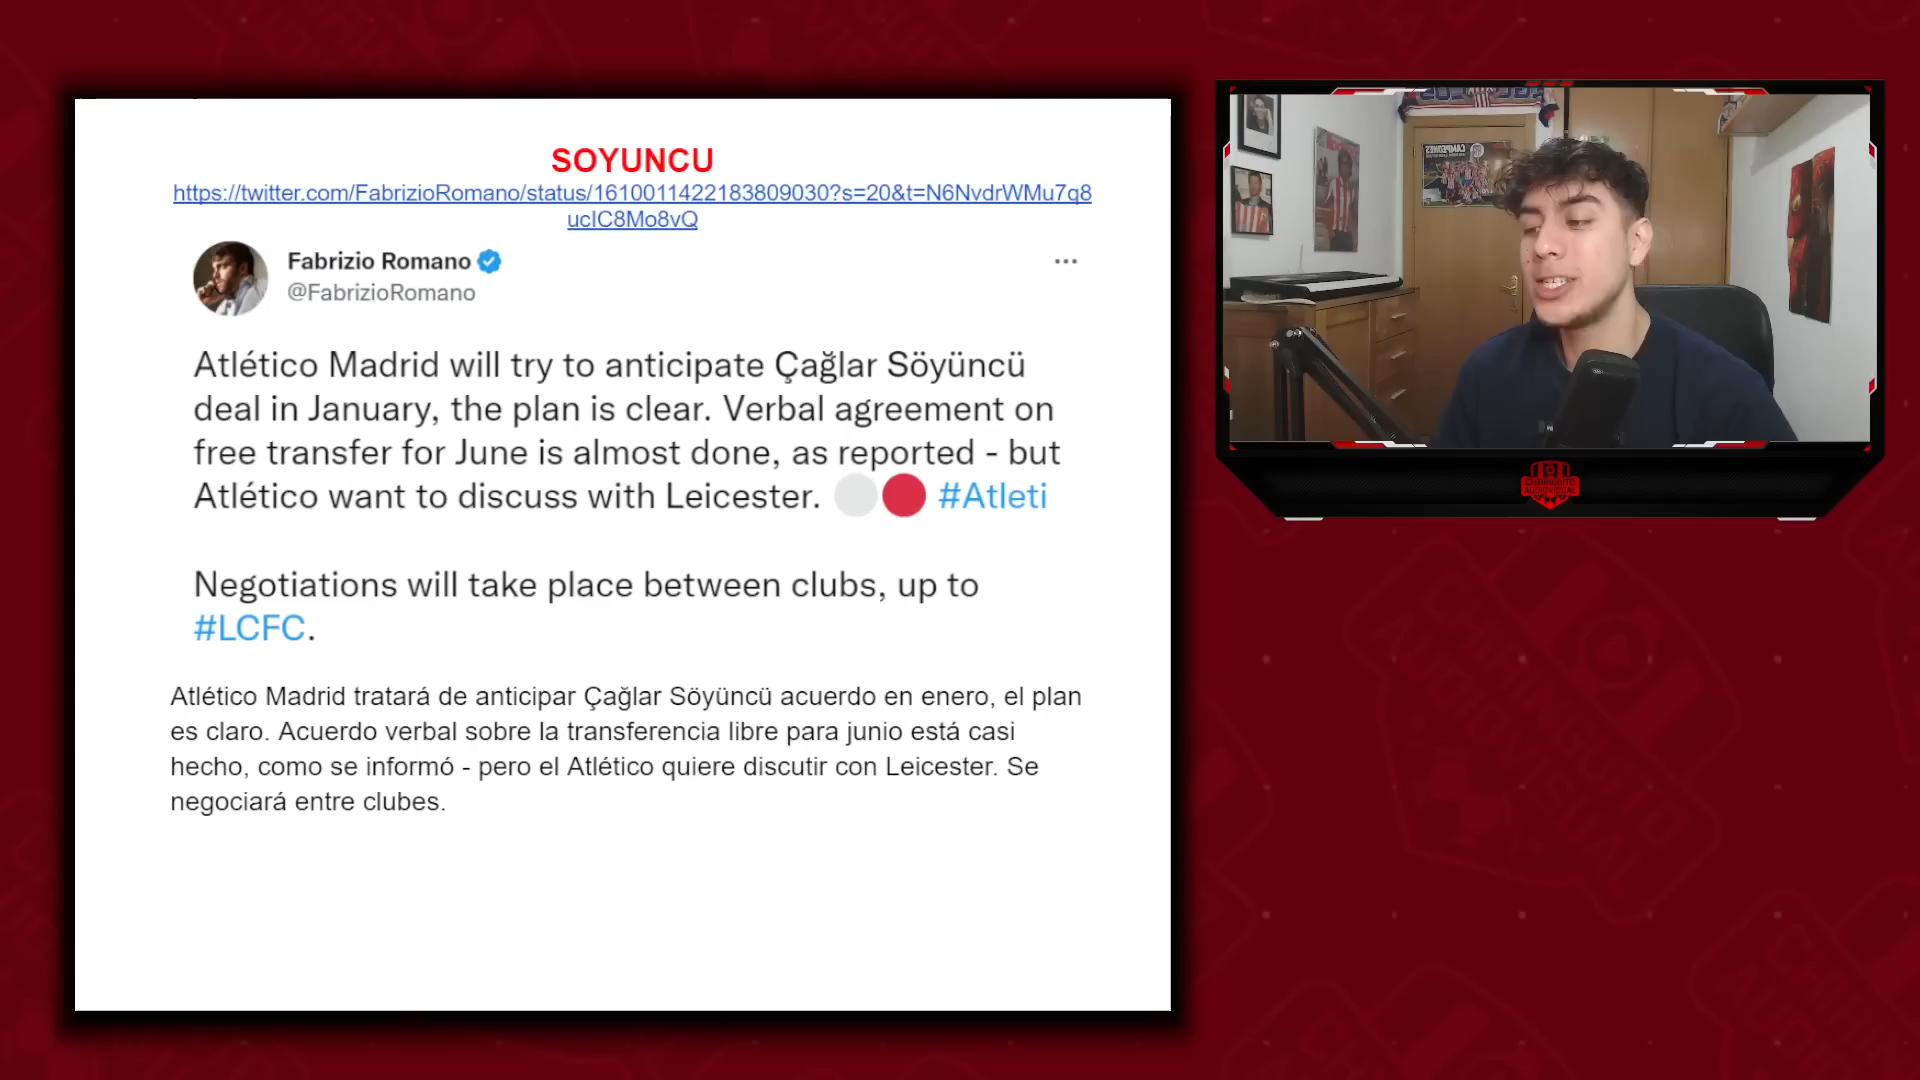 SOYUNCU
https://twitter.com/FabrizioRomano/status/1610011422183809030?s=20&t=N6NvdrWMu7q8
ucIC8Mo8vQ
Fabrizio Romano
@FabrizioRomano
Atlético Madrid will try to anticipate Çağlar Söyüncü
deal in January, the plan is clear. Verbal agreement on
free transfer for June is almost done, as reported - but
Atlético want to discuss with Leicester. #Atleti
Negotiations will take place between clubs, up to
#LCFC.
Atlético Madrid tratará de anticipar Çağlar Söyüncü acuerdo en enero, el plan
es claro. Acuerdo verbal sobre la transferencia libre para junio está casi
hecho, como se informó - pero el Atlético quiere discutir con Leicester. Se
negociará entre clubes.
CAMPEONES
CHIRINGUITO
AUDIOVISUAL